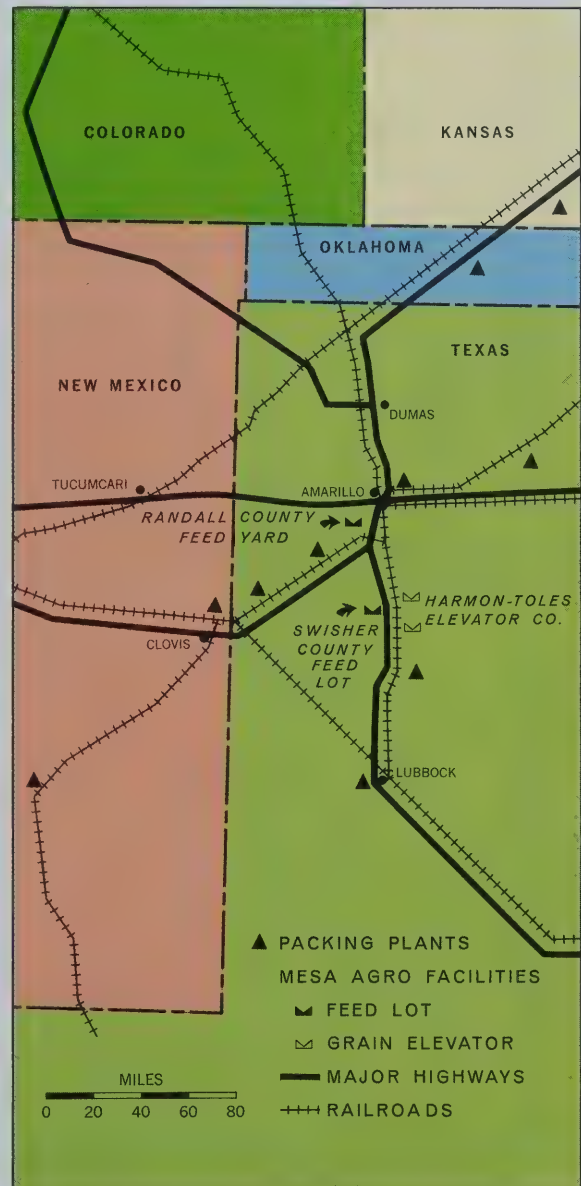 COLORADO
KANSAS
OKLAHOMA
TEXAS
NEW MEXICO
DUMAS
TUCUMCARI
AMARILLO
RANDALL COUNTY
FEED YARD
HARMON-TOLES
ELEVATOR CO.
SWISHER
COUNTY
FEED
LOT
CLOVIS
LUBBOCK
PACKING PLANTS
MESA AGRO FACILITIES
FEED LOT
GRAIN ELEVATOR
MAJOR HIGHWAYS
RAILROADS
MILES
0 20 40 60 80